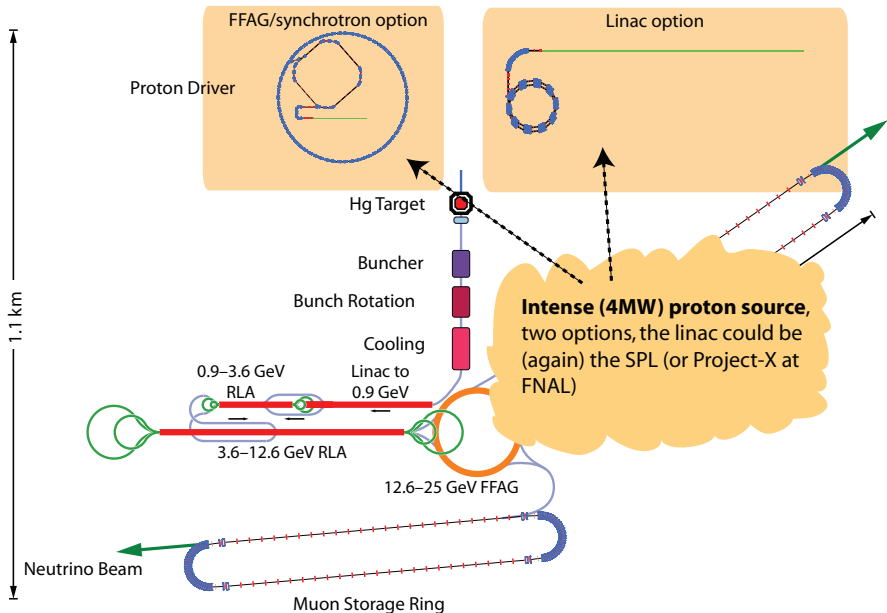 FFAG/synchrotron option
Linac option
Proton Driver
Hg Target
Buncher
Bunch Rotation
Cooling
Intense (4MW) proton source,
two options, the linac could be
(again) the SPL (or Project-X at
FNAL)
1.1 km
0.9–3.6 GeV
RLA
Linac to
0.9 GeV
3.6–12.6 GeV RLA
12.6–25 GeV FFAG
Neutrino Beam
Muon Storage Ring